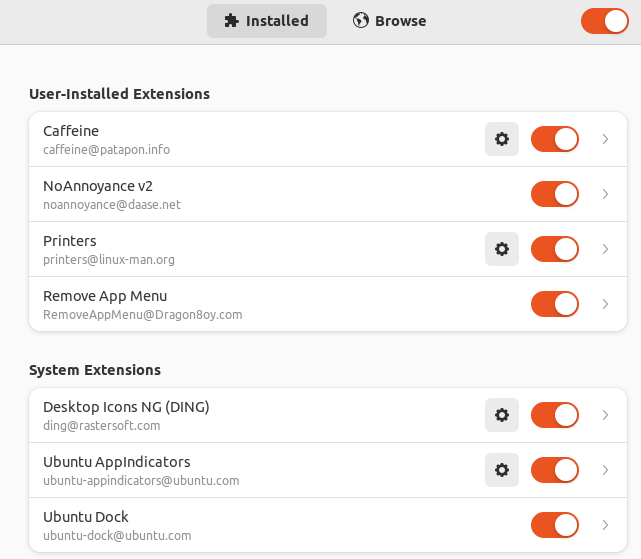 Installed
Browse
User-Installed Extensions
Caffeine
caffeine@patapon.info
NoAnnoyance v2
noannoyance@daase.net
Printers
printers@linux-man.org
Remove App Menu
RemoveAppMenu@Dragon8oy.com
System Extensions
Desktop Icons NG (DING)
ding@rastersoft.com
Ubuntu AppIndicators
ubuntu-appindicators@ubuntu.com
Ubuntu Dock
ubuntu-dock@ubuntu.com